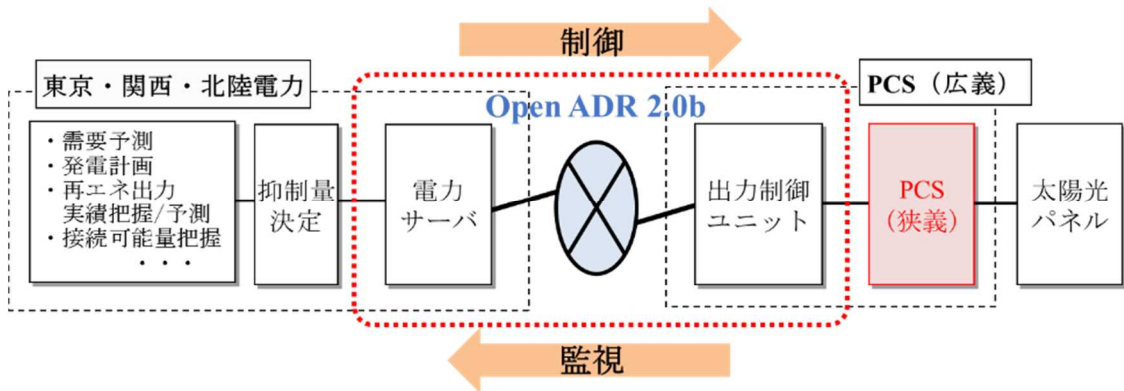 制御
東京・関西・北陸電力
PCS（広義）
Open ADR 2.0b
・需要予測
・発電計画
・再エネ出力
実績把握/予測
・接続可能量把握
・・・
抑制量
決定
電力
サーバ
出力制御
ユニット
PCS
（狭義）
太陽光
パネル
監視